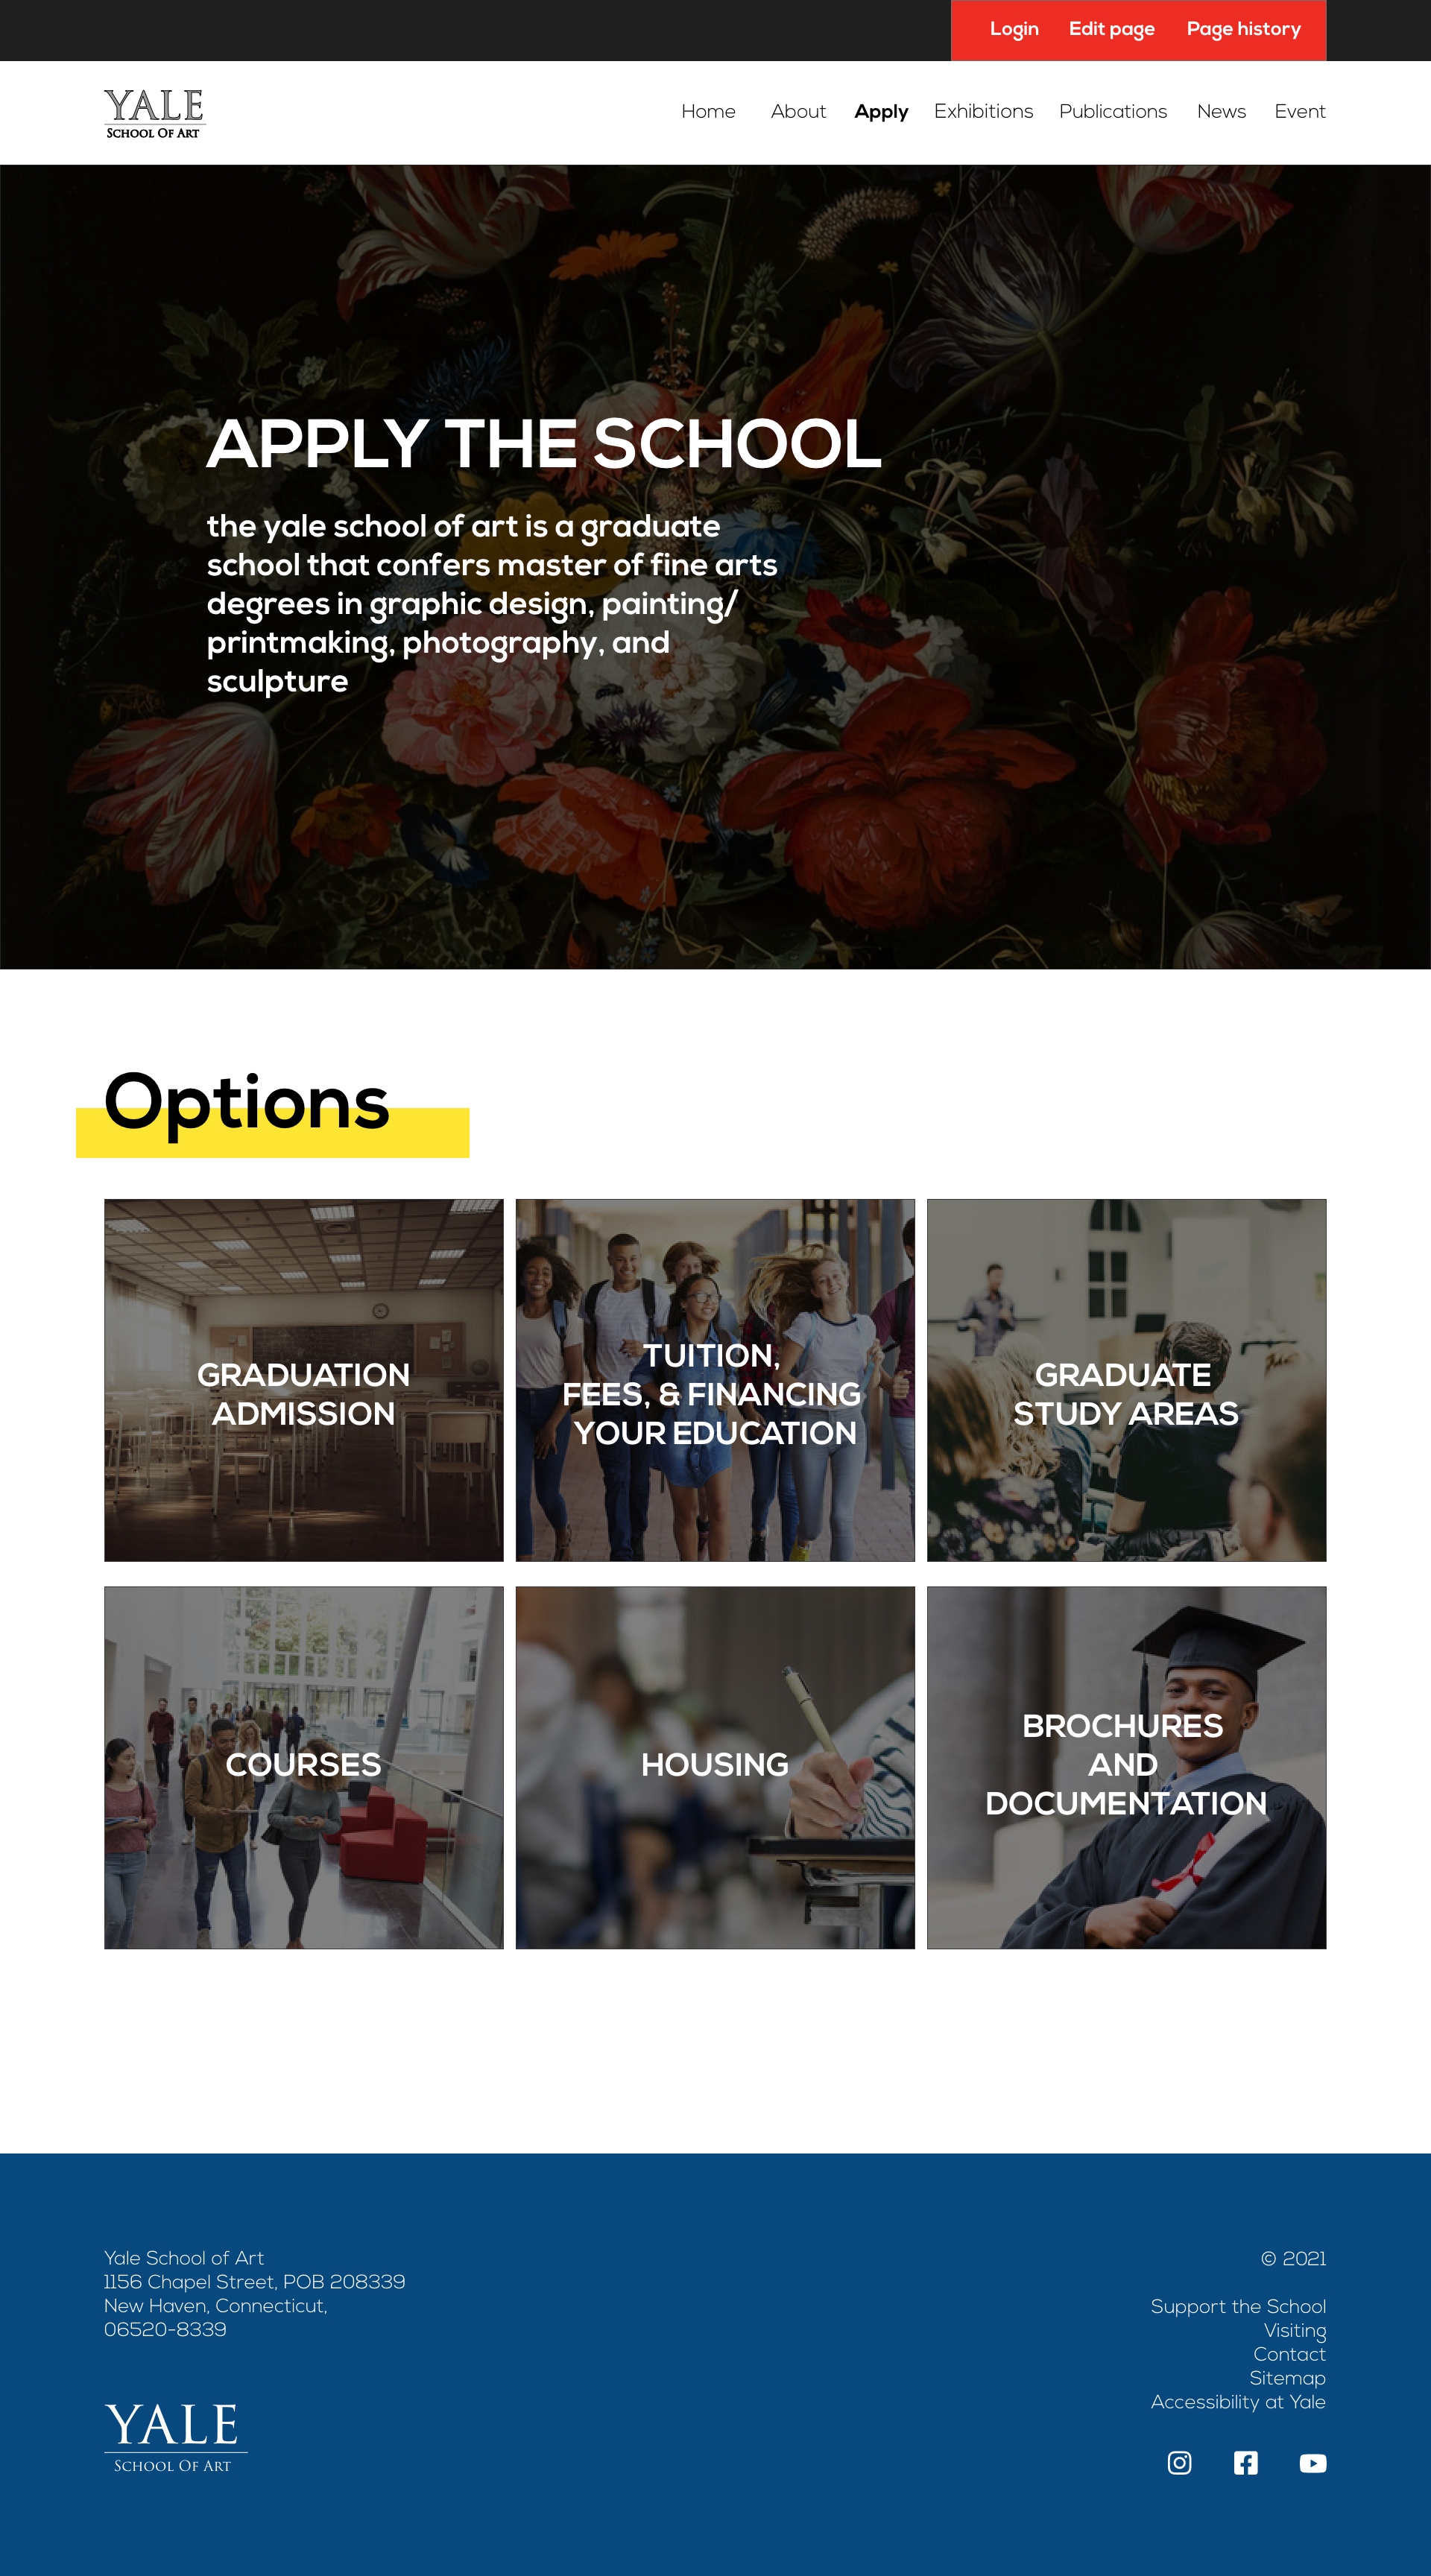 Login Edit page Page history
YALE
SCHOOL OF ART
Home About Apply Exhibitions Publications News Event
APPLY THE SCHOOL
the yale school of art is a graduate
school that confers master of fine arts
degrees in graphic design, painting/
printmaking, photography, and
sculpture
Options
GRADUATION
ADMISSION
TUITION,
FEES, & FINANCING
YOUR EDUCATION
GRADUATE
STUDY AREAS
COURSES
HOUSING
BROCHURES
AND
DOCUMENTATION
Yale School of Art
1156 Chapel Street, POB 208339
New Haven, Connecticut,
06520-8339
YALE
SCHOOL OF ART
© 2021
Support the School
Visiting
Contact
Sitemap
Accessibility at Yale